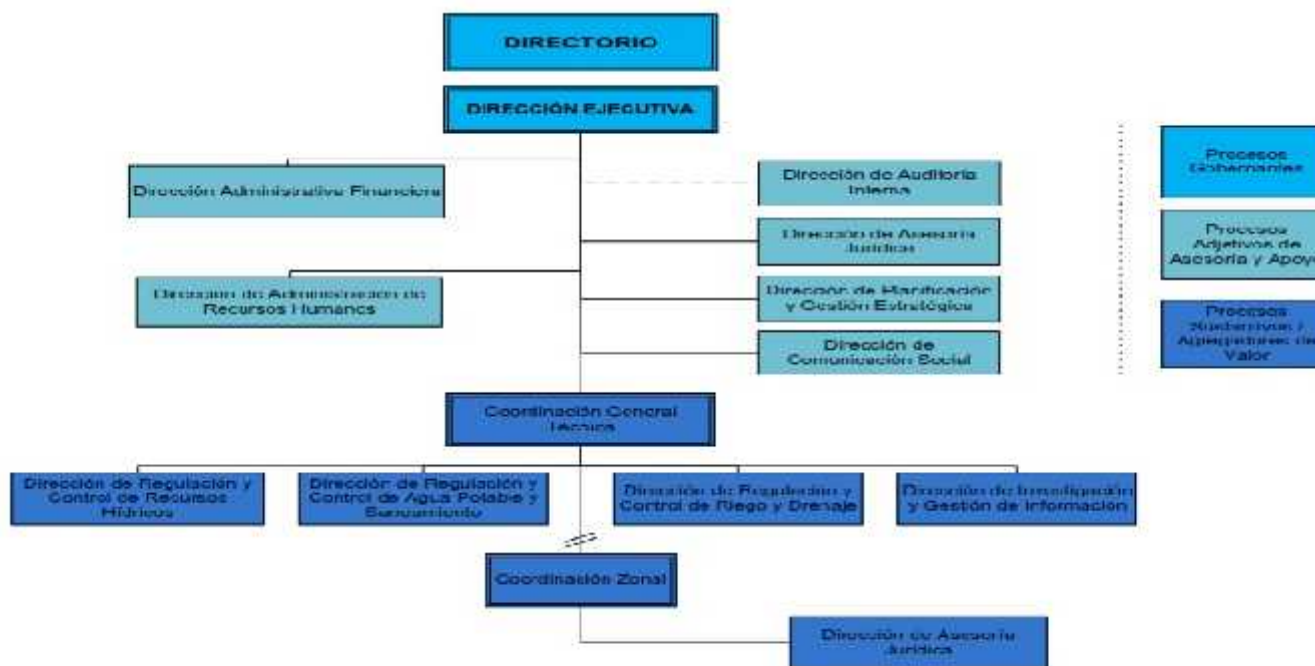 DIRECTORIO
DIRECCIÓN EJECUTIVA
Dirección Administrativa Financiera
Dirección de Auditoría
Interna
Dirección de Asesoría
Jurídica
Dirección de Administración de
Recursos Humanos
Dirección de Planificación
y Gestión Estratégica
Dirección de
Comunicación Social
Procesos
Gobernantes
Procesos
Adjetivos de
Asesoría y Apoyo
Procesos
Sustantivos /
Agregadores de
Valor
Coordinación General
Técnica
Dirección de Regulación y
Control de Recursos
Hídricos
Dirección de Regulación y
Control de Agua Potable y
Saneamiento
Dirección de Regulación y
Control de Riego y Drenaje
Dirección de Investigación
y Gestión de Información
Coordinación Zonal
Dirección de Asesoría
Jurídica